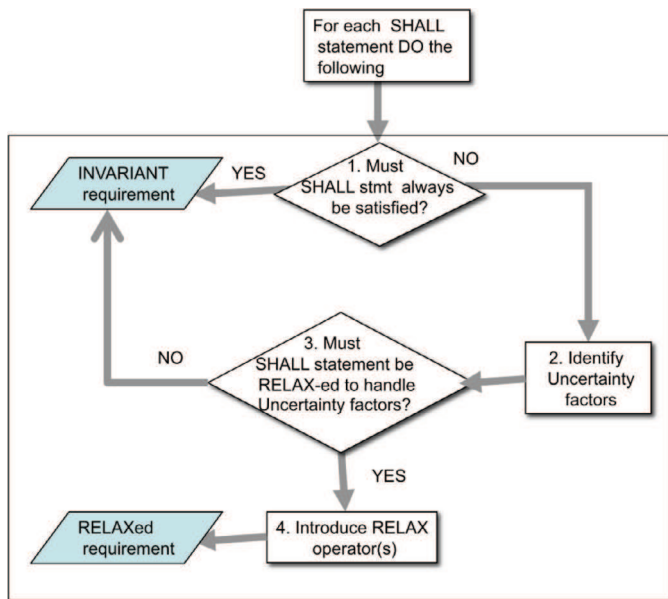 For each SHALL
statement DO the
following
INVARIANT
requirement
YES
1. Must
SHALL stmt always
be satisfied?
NO
3. Must
SHALL statement be
RELAX-ed to handle
Uncertainty factors?
NO
2. Identify
Uncertainty
factors
YES
RELAXed
requirement
4. Introduce RELAX
operator(s)